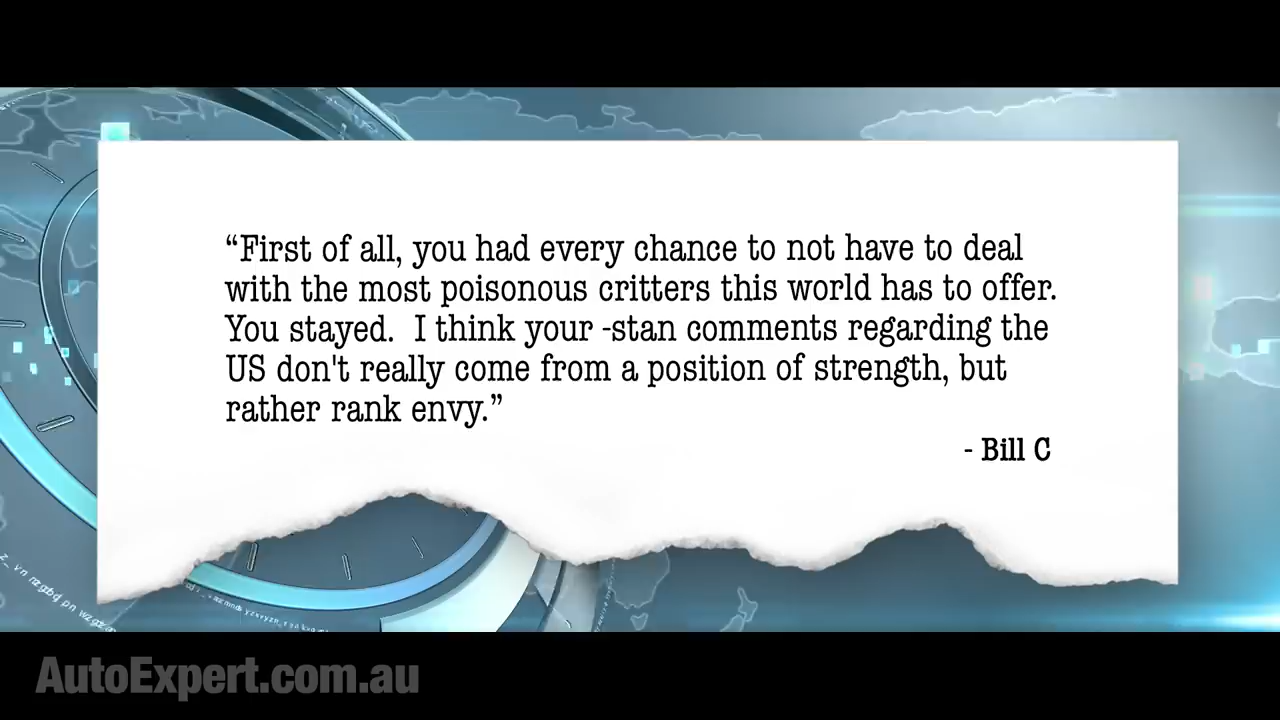 “First of all, you had every chance to not have to deal
with the most poisonous critters this world has to offer.
You stayed.  I think your -stan comments regarding the
US don't really come from a position of strength, but
rather rank envy.”
- Bill C
AutoExpert.com.au